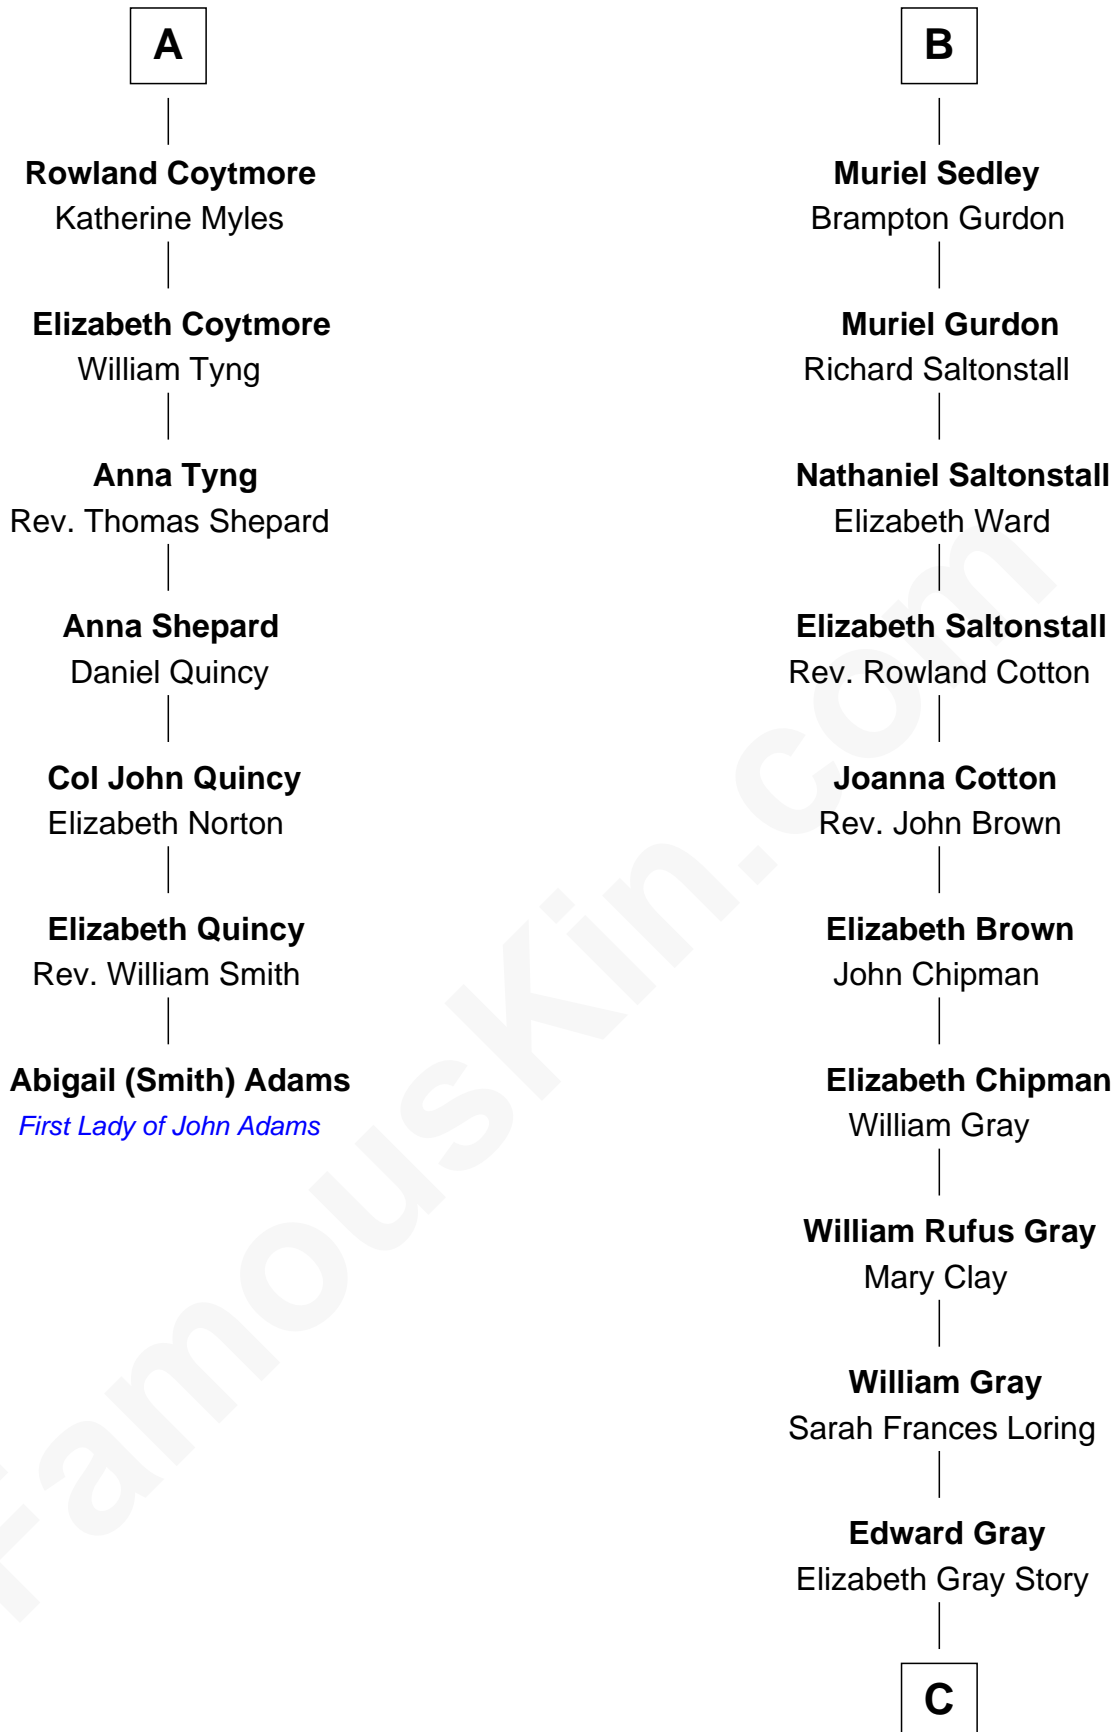 A
Rowland Coytmore
Katherine Myles
Elizabeth Coytmore
William Tyng
Anna Tyng
Rev. Thomas Shepard
Anna Shepard
Daniel Quincy
Col John Quincy
Elizabeth Norton
Elizabeth Quincy
Rev. William Smith
Abigail (Smith) Adams
First Lady of John Adams
B
Muriel Sedley
Brampton Gurdon
Muriel Gurdon
Richard Saltonstall
Nathaniel Saltonstall
Elizabeth Ward
Elizabeth Saltonstall
Rev. Rowland Cotton
Joanna Cotton
Rev. John Brown
Elizabeth Brown
John Chipman
Elizabeth Chipman
William Gray
William Rufus Gray
Mary Clay
William Gray
Sarah Frances Loring
Edward Gray
Elizabeth Gray Story
C
FamousKin.com